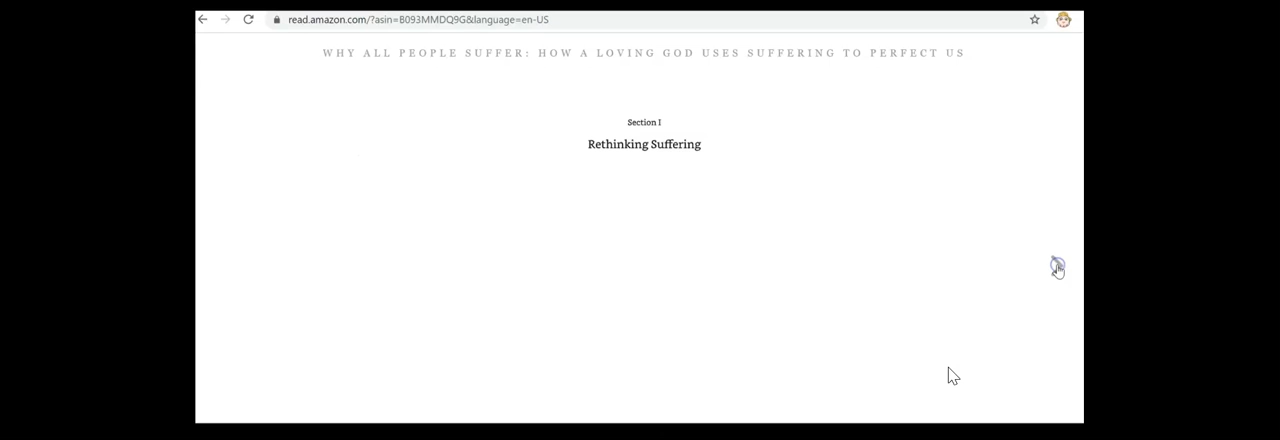 read.amazon.com/?asin=B093MMDQ9G&language=en-US
WHY ALL PEOPLE SUFFER: HOW A LOVING GOD USES SUFFERING TO PERFECT US
Section I
Rethinking Suffering